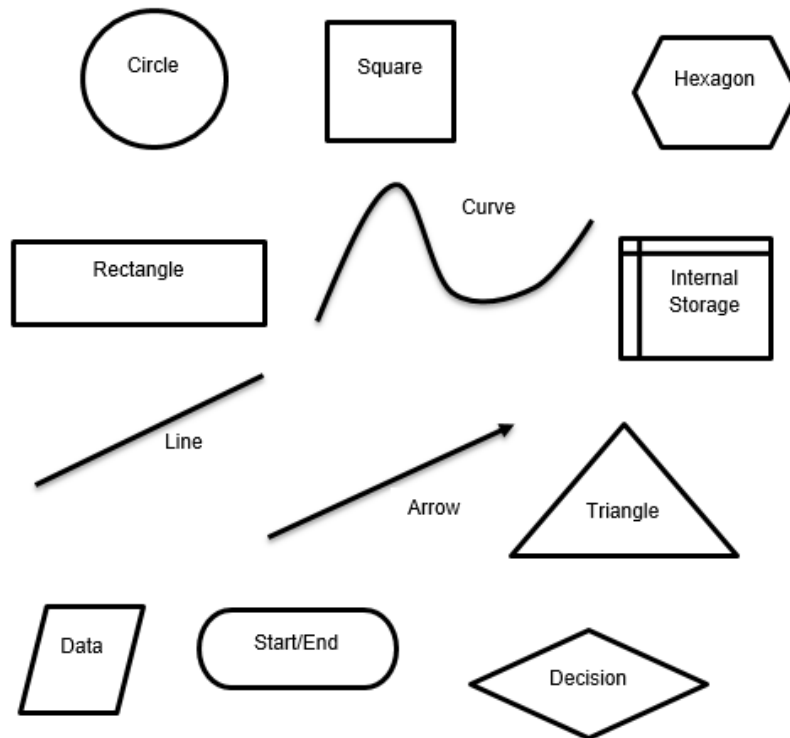 Circle
Square
Hexagon
Curve
Rectangle
Internal
Storage
Line
Arrow
Triangle
Data
Start/End
Decision